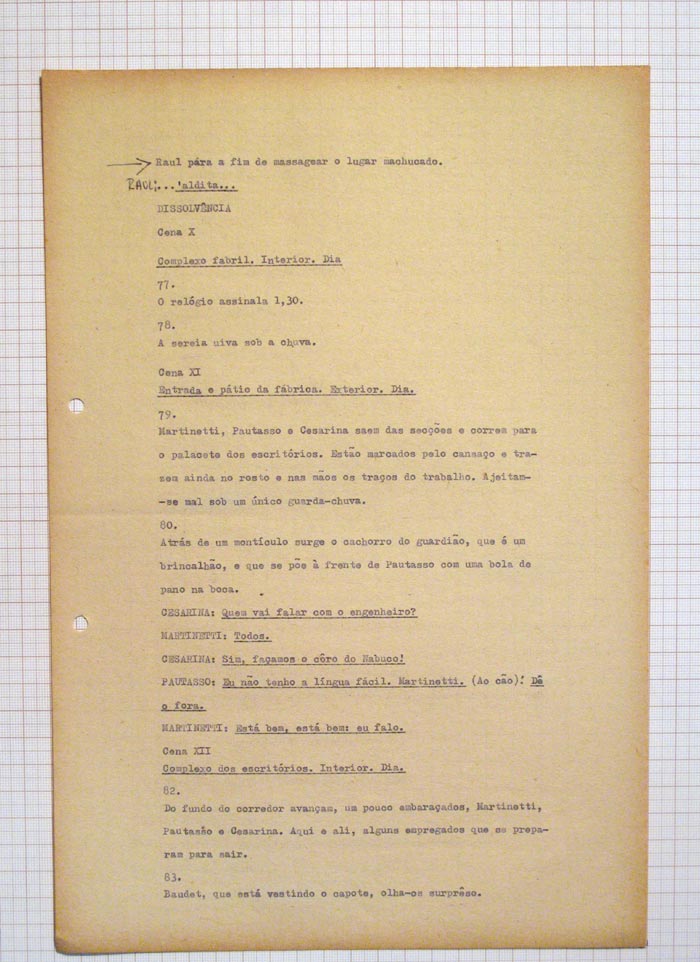 Raul pára a fim de massagear o lugar machucado.
RAUL: ...'aldita...
DISSOLVÊNCIA
Cena X
Complexo fabril. Interior. Dia
77.
O relógio assinala 1,30.
78.
A sereia uiva sob a chuva.
Cena XI
Entrada e pátio da fábrica. Exterior. Dia.
79.
Martinetti, Pautasso e Cesarina saem das secções e correm para
o palacete dos escritórios. Estão marcados pelo cansaço e tra-
zem ainda no rosto e nas mãos os traços do trabalho. Ajeitam-
-se mal sob um único guarda-chuva.
80.
Atrás de um montículo surge o cachorro do guardião, que é um
brincalhão, e que se põe à frente de Pautasso com uma bola de
pano na boca.
CESARINA: Quem vai falar com o engenheiro?
MARTINETTI: Todos.
CESARINA: Sim, façamos o côro do Nabuco!
PAUTASSO: Eu não tenho a língua fácil. Martinetti. (Ao cão)! Dê
o fora.
MARTINETTI: Está bem, está bem: eu falo.
Cena XII
Complexo dos escritórios. Interior. Dia.
82.
Do fundo do corredor avançam, um pouco embaraçados, Martinetti,
Pautasão e Cesarina. Aqui e ali, alguns empregados que se prepa-
ram para sair.
83.
Baudet, que está vestindo o capote, olha-os surprêso.